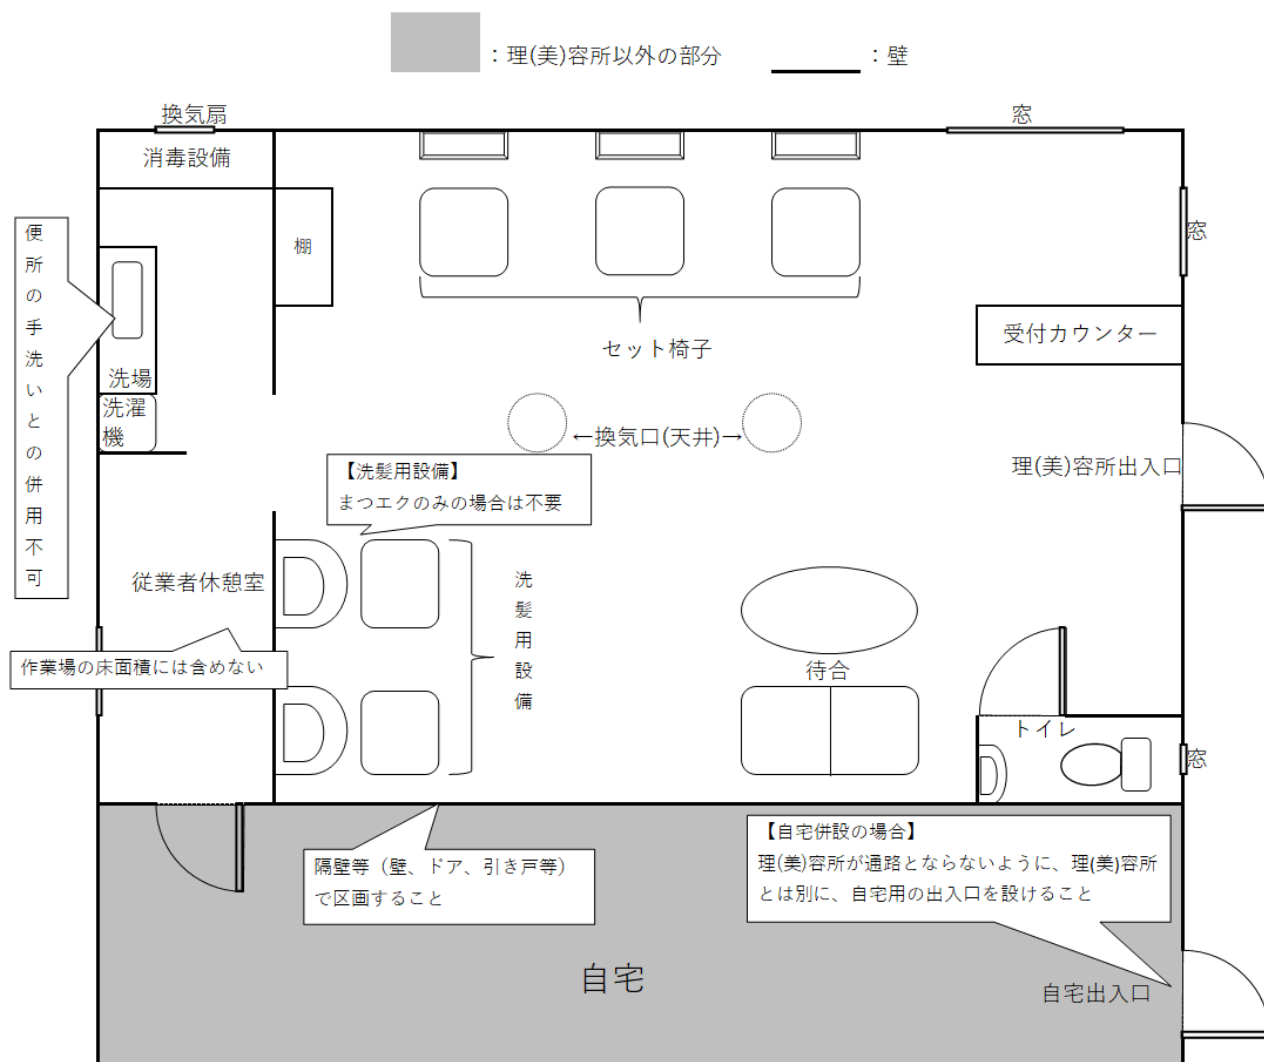 ：理(美)容所以外の部分
：壁
換気扇
窓
消毒設備
便所の手洗いとの併用不可
棚
窓
セット椅子
受付カウンター
洗場
洗濯
機
←換気口(天井)→
理(美)容所出入口
【洗髪用設備】
まつエクのみの場合は不要
従業者休憩室
洗髪用設備
作業場の床面積には含めない
待合
トイレ
窓
隔壁等（壁、ドア、引き戸等）
で区画すること
【自宅併設の場合】
理(美)容所が通路とならないように、理(美)容所
とは別に、自宅用の出入口を設けること
自宅
自宅出入口